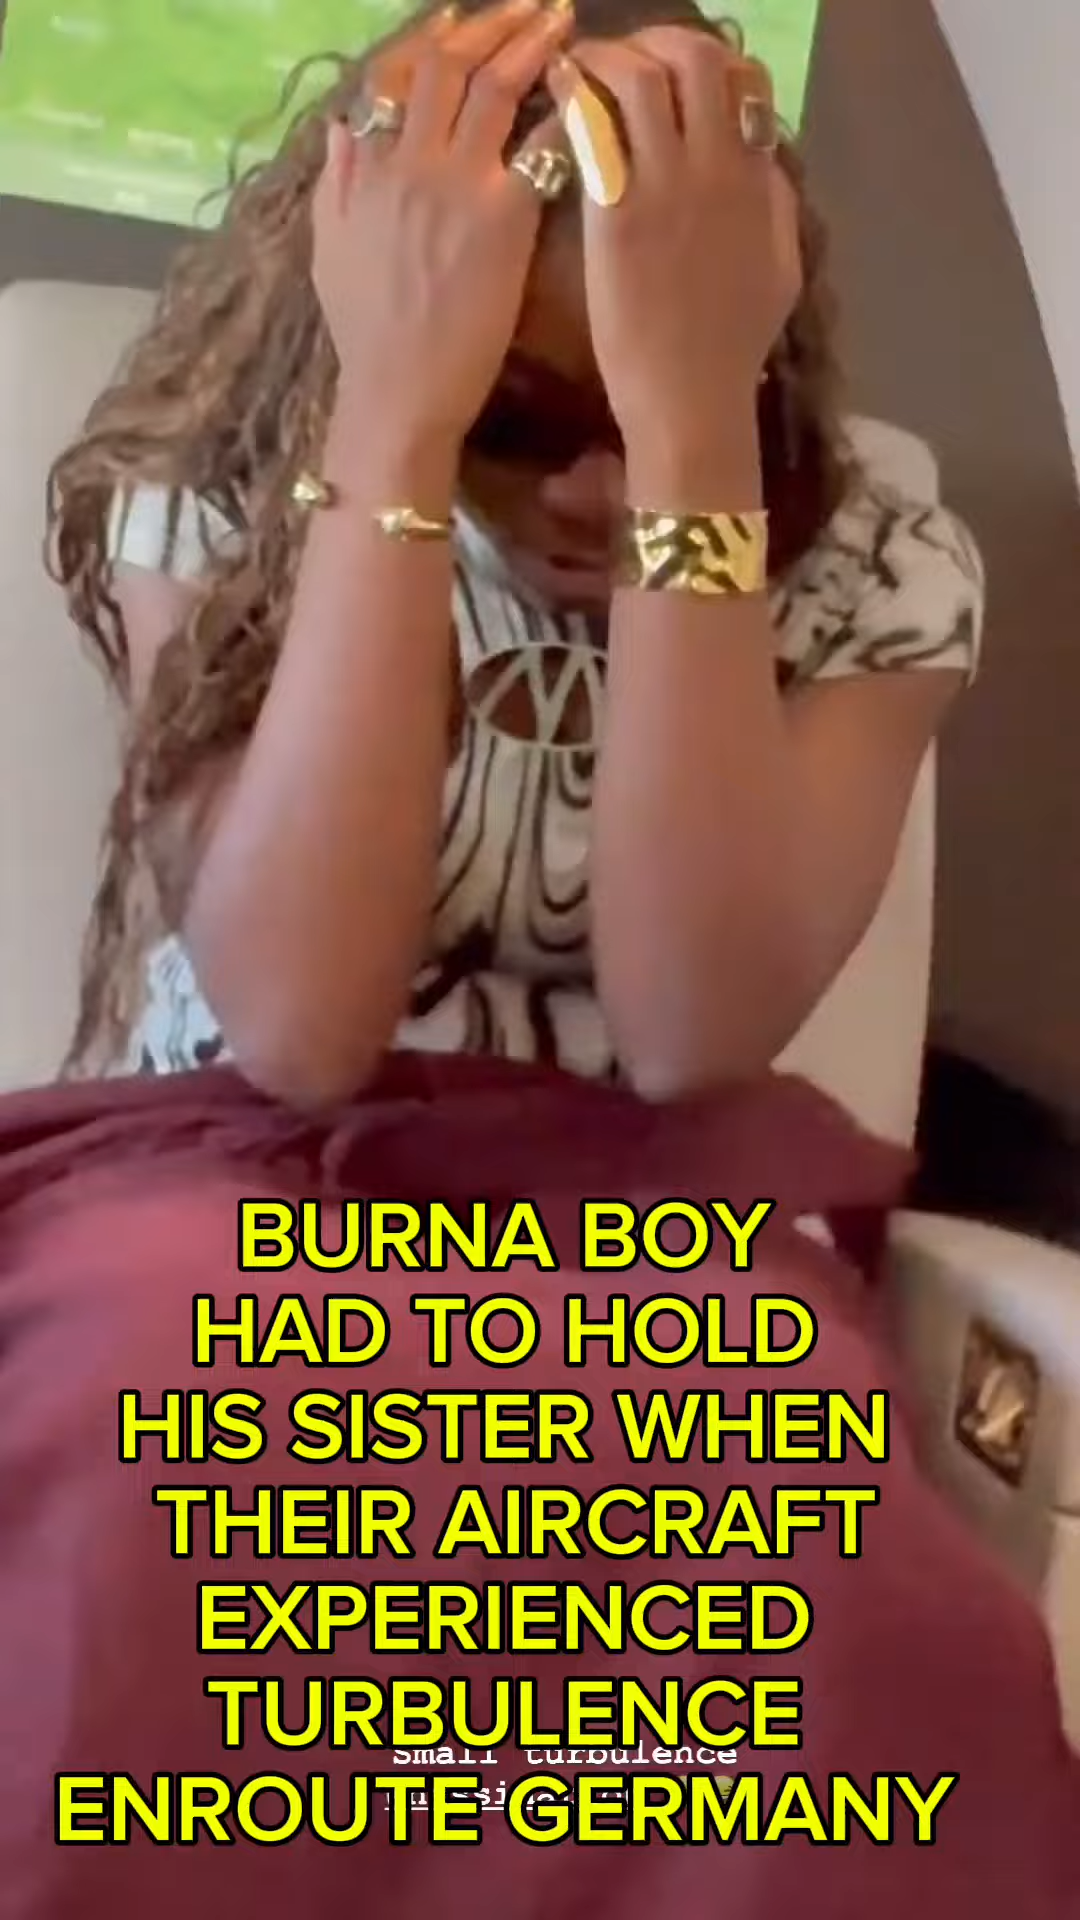 BURNA BOY
HAD TO HOLD
HIS SISTER WHEN
THEIR AIRCRAFT
EXPERIENCED
TURBULENCE
Small turbulence
ENROUTE GERMANY